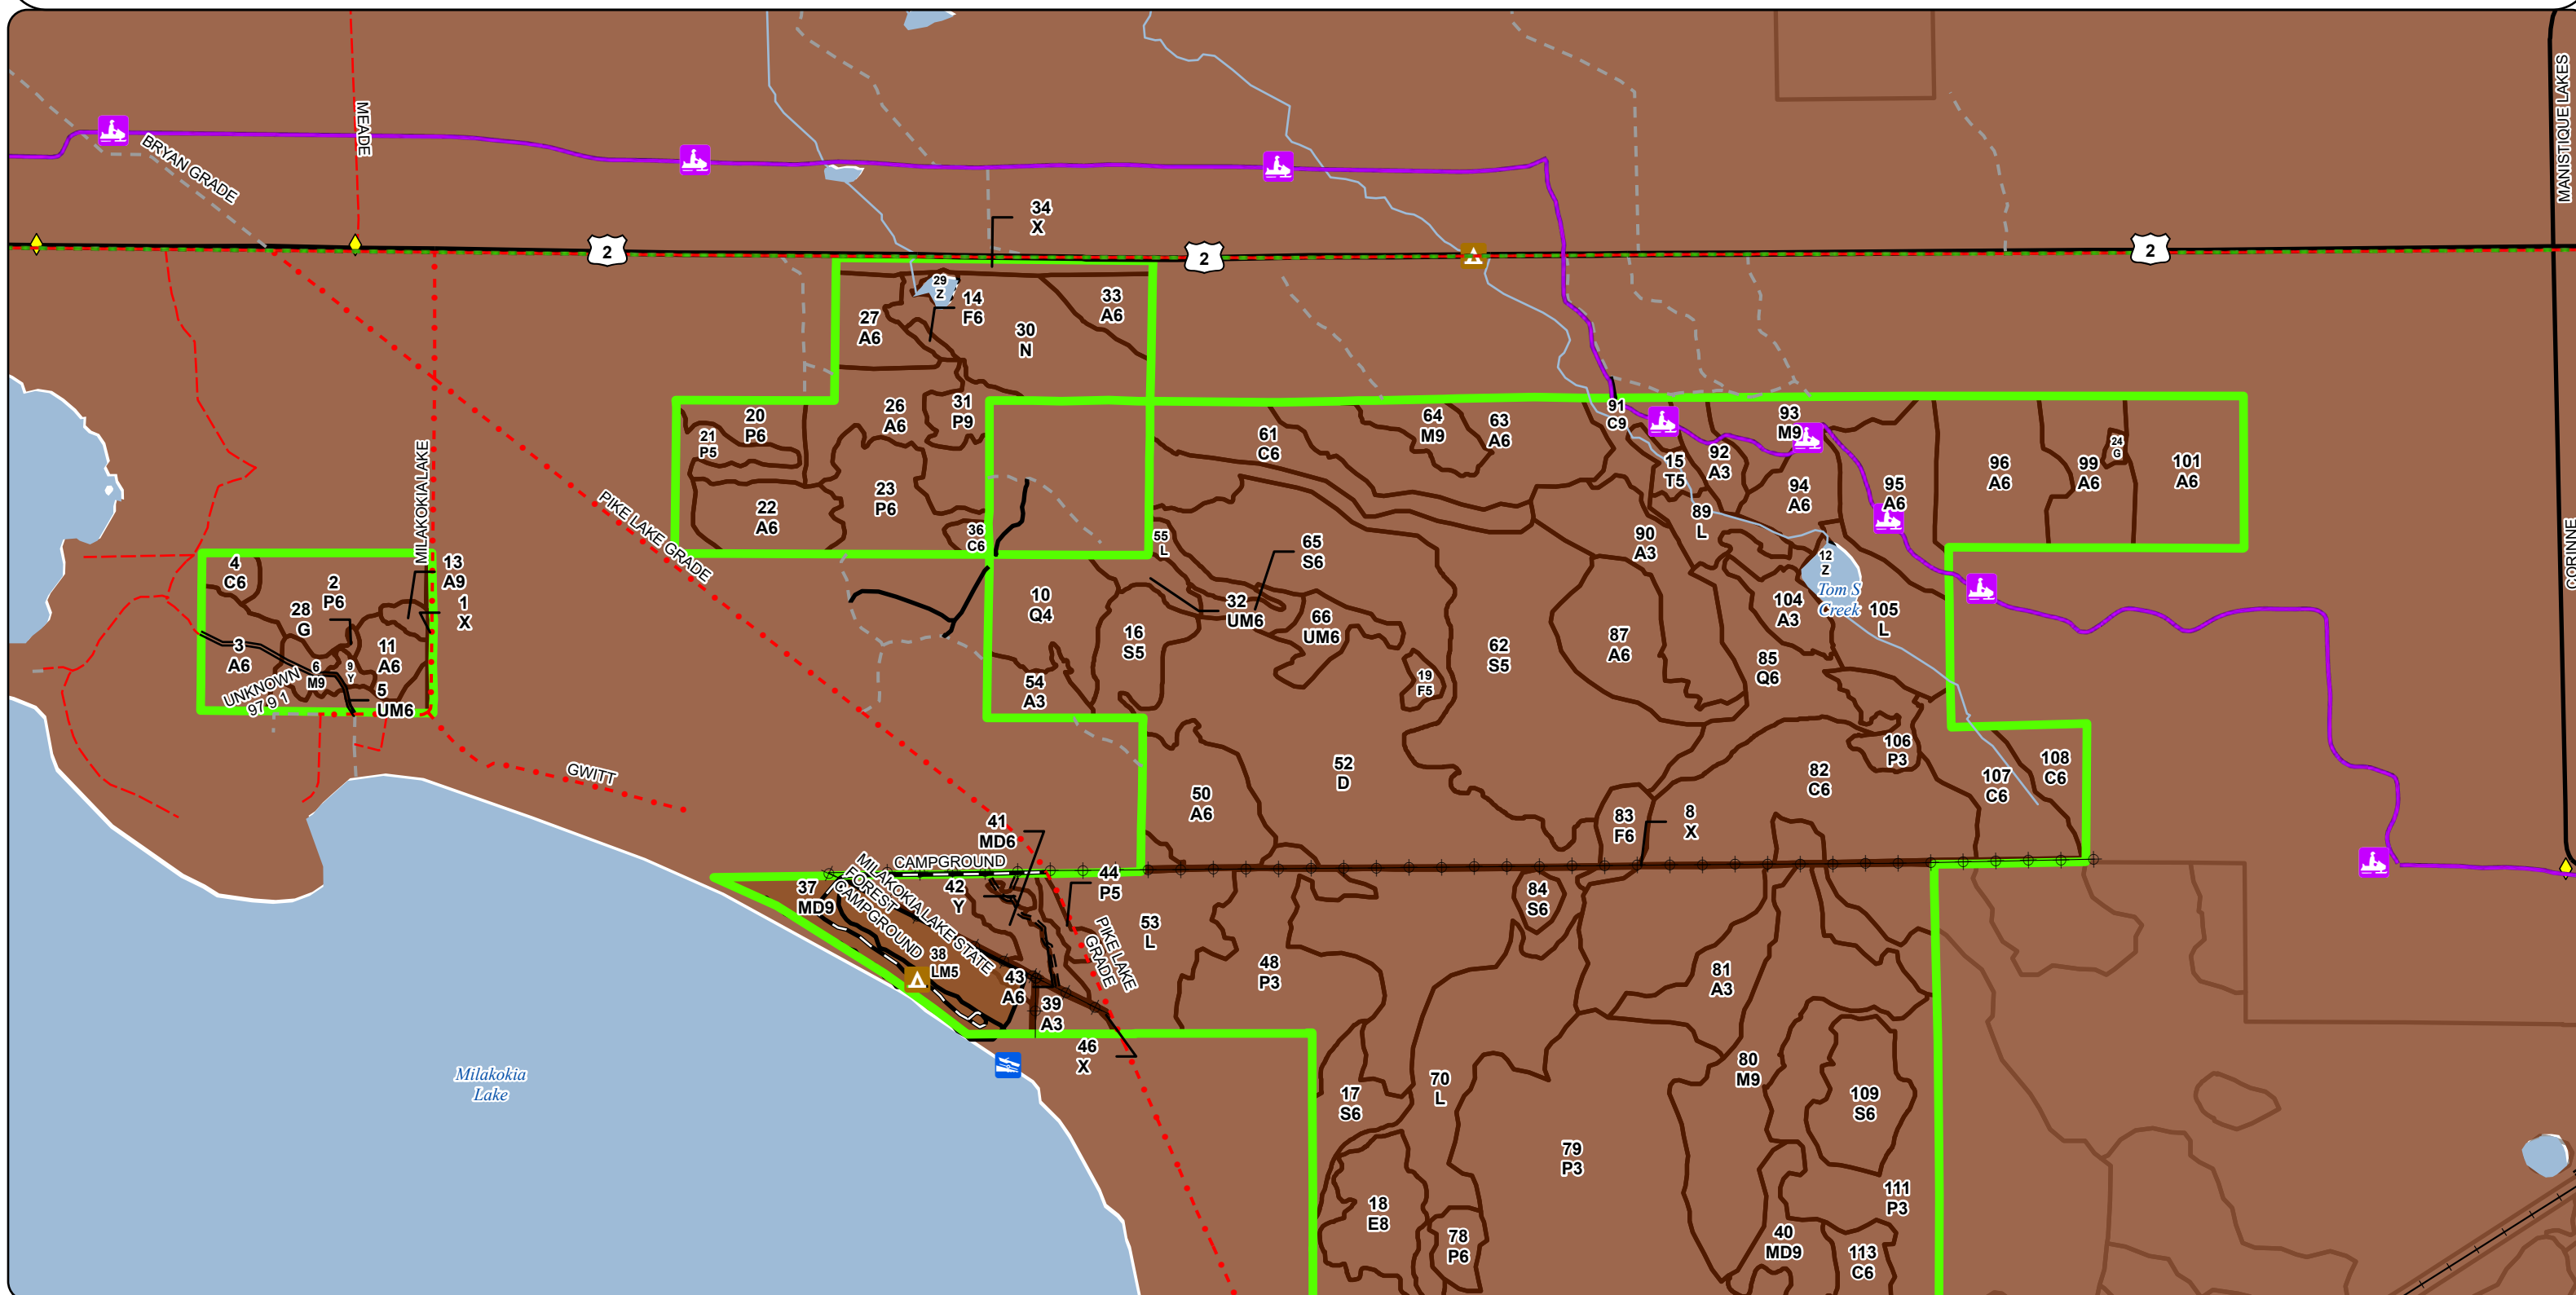 MANISTIQUE LAKES
MEADE
BRYAN GRADE
34
X
2
2
2
29
Z
14
F6
33
A6
27
A6
30
N
20
P6
26
A6
31
P9
21
P5
22
A6
23
P6
36
C6
61
C6
64
M9
63
A6
91
C9
93
M9
92
A3
15
T5
94
A6
95
A6
96
A6
99
A6
24
G
101
A6
89
L
90
A3
12
Z
Tom S
Creek
104
A3
105
L
CORINNE
MILAKOKIA LAKE
PIKE LAKE GRADE
4
C6
2
P6
13
A9
1
X
28
G
3
A6
11
A6
6
M9
9
Y
5
UM6
UNKNOWN
97 9 1
55
L
65
S6
10
Q4
32
UM6
66
UM6
16
S5
54
A3
62
S5
19
F5
87
A6
85
Q6
106
P3
107
C6
108
C6
52
D
50
A6
82
C6
83
F6
8
X
GWITT
41
MD6
CAMPGROUND
MILAKOKIA LAKE STATE
FOREST
CAMPGROUND
37
MD9
42
Y
44
P5
PIKE LAKE
GRADE
53
L
38
LM5
43
A6
39
A3
46
X
48
P3
84
S6
81
A3
80
M9
109
S6
17
S6
70
L
79
P3
18
E8
78
P6
111
P3
40
MD9
113
C6
Milakokia
Lake